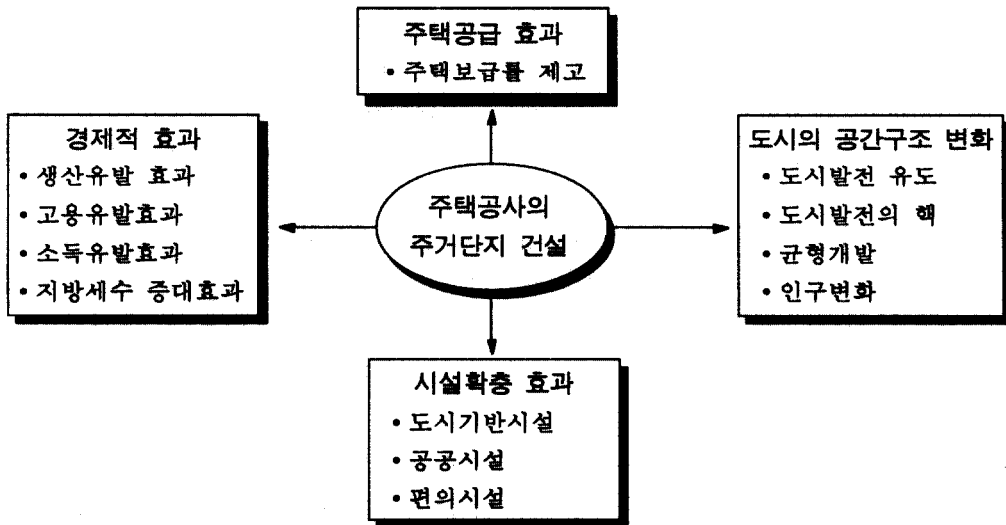 주택공급 효과
• 주택보급률 제고
경제적 효과
• 생산유발 효과
• 고용유발효과
• 소득유발효과
• 지방세수 증대효과
주택공사의
주거단지 건설
도시의 공간구조 변화
• 도시발전 유도
• 도시발전의 핵
• 균형개발
• 인구변화
시설확충 효과
• 도시기반시설
• 공공시설
• 편의시설